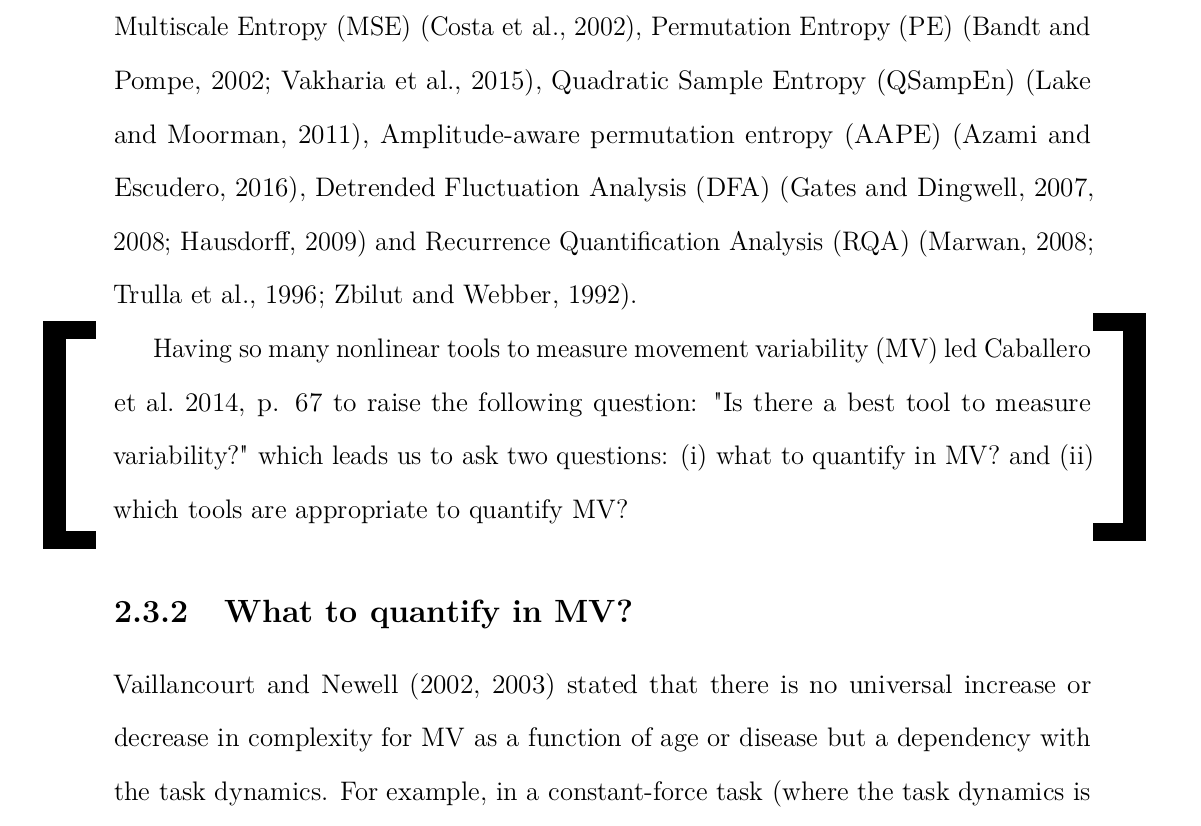 Multiscale Entropy (MSE) (Costa et al., 2002), Permutation Entropy (PE) (Bandt and
Pompe, 2002; Vakharia et al., 2015), Quadratic Sample Entropy (QSampEn) (Lake
and Moorman, 2011), Amplitude-aware permutation entropy (AAPE) (Azami and
Escudero, 2016), Detrended Fluctuation Analysis (DFA) (Gates and Dingwell, 2007,
2008; Hausdorff, 2009) and Recurrence Quantification Analysis (RQA) (Marwan, 2008;
Trulla et al., 1996; Zbilut and Webber, 1992).
Having so many nonlinear tools to measure movement variability (MV) led Caballero
et al. 2014, p. 67 to raise the following question: "Is there a best tool to measure
variability?" which leads us to ask two questions: (i) what to quantify in MV? and (ii)
which tools are appropriate to quantify MV?
2.3.2 What to quantify in MV?
Vaillancourt and Newell (2002, 2003) stated that there is no universal increase or
decrease in complexity for MV as a function of age or disease but a dependency with
the task dynamics. For example, in a constant-force task (where the task dynamics is